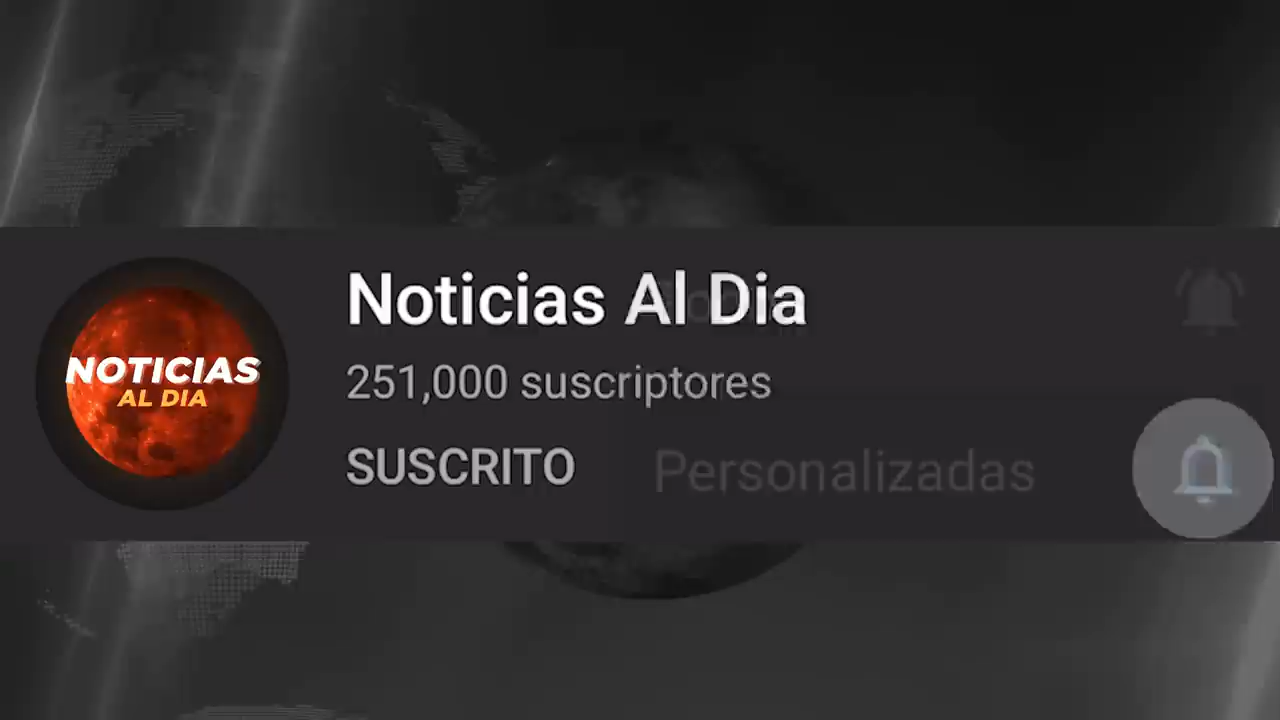 NOTICIAS
AL DIA
Noticias Al Dia
251,000 suscriptores
SUSCRITO
Personalizadas